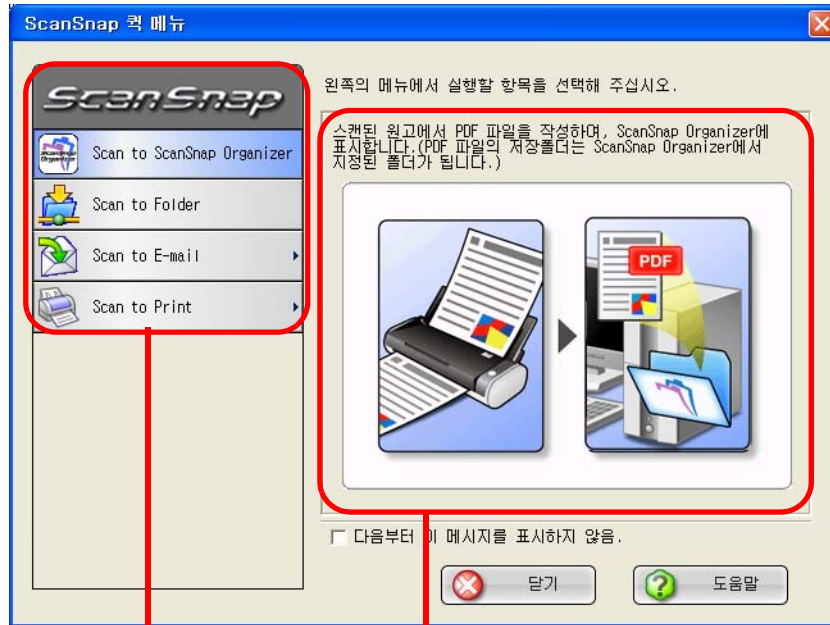 ScanSnap 퀵 메뉴
ScanSnap
Scan to ScanSnap Organizer
Scan to Folder
Scan to E-mail
Scan to Print
왼쪽의 메뉴에서 실행할 항목을 선택해 주십시오.
스캔된 원고에서 PDF 파일을 작성하며, ScanSnap Organizer에
표시합니다.(PDF 파일의 저장폴더는 ScanSnap Organizer에서
지정된 폴더가 됩니다.)
PDF
다음부터 이 메시지를 표시하지 않음.
닫기
도움말